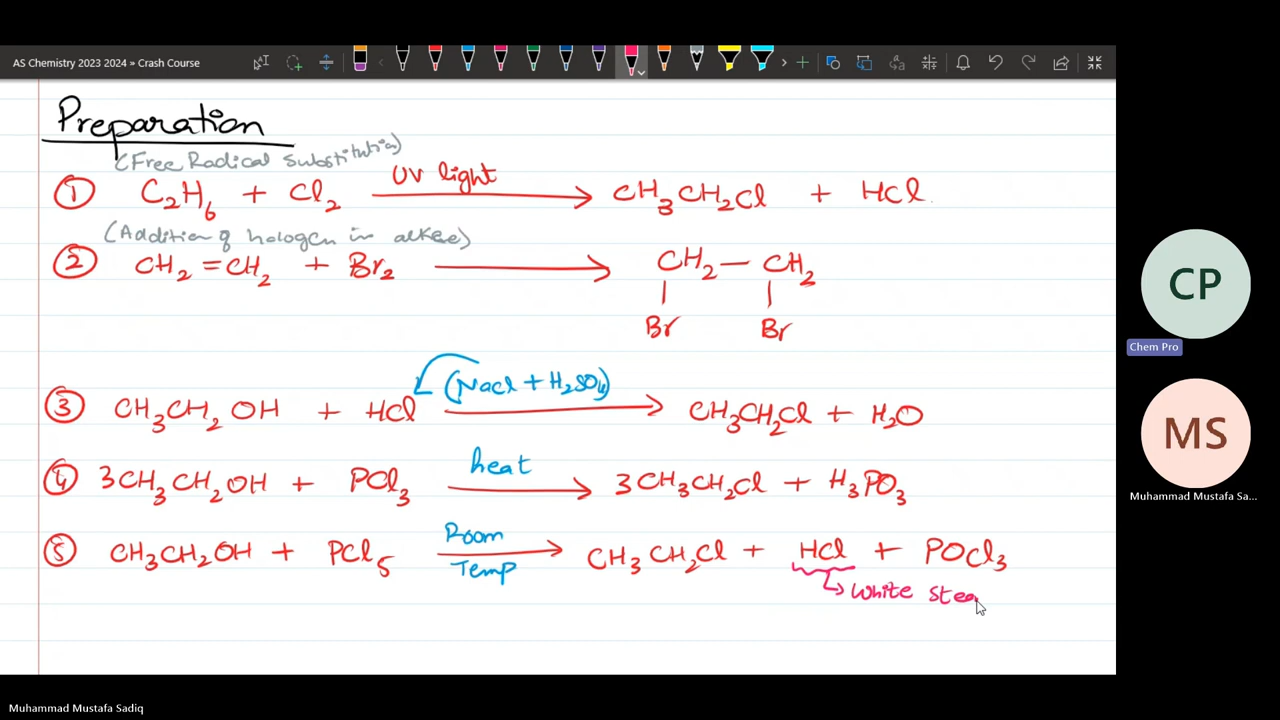 AS Chemistry 2023 2024 » Crash Course
Preparation
(Free Radical Substitution)
① C₂H₆ + Cl₂ UV light → CH₃CH₂Cl + HCl
(Addition of halogen in alkene)
② CH₂=CH₂ + Br₂ → CH₂—CH₂
Br Br
(NaCl + H₂SO₄)
③ CH₃CH₂OH + HCl → CH₃CH₂Cl + H₂O
④ 3CH₃CH₂OH + PCl₃ heat → 3CH₃CH₂Cl + H₃PO₃
⑤ CH₃CH₂OH + PCl₅ Room Temp → CH₃CH₂Cl + HCl + POCl₃
↳ White Stea
CP
Chem Pro
MS
Muhammad Mustafa Sa...
Muhammad Mustafa Sadiq